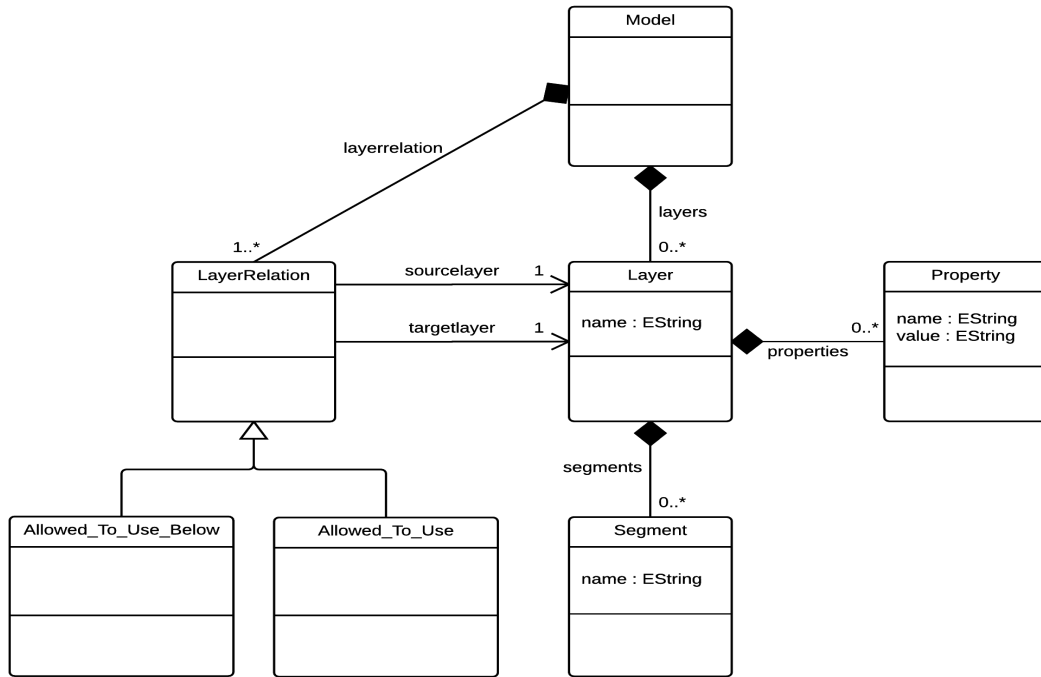 Model
layerrelation
layers
1..*
0..*
LayerRelation
sourcelayer
1
Layer
Property
name : EString
name : EString
value : EString
targetlayer
1
0..*
properties
segments
0..*
Allowed_To_Use_Below
Allowed_To_Use
Segment
name : EString